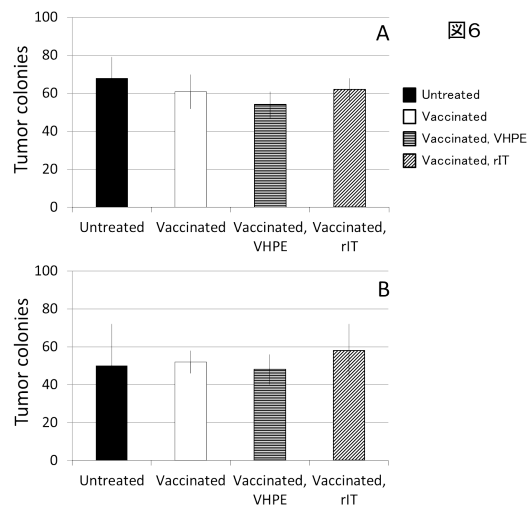 図6
A
100
80
60
40
20
0
Tumor colonies
Untreated
Vaccinated
Vaccinated,
VHPE
Vaccinated,
rIT
Untreated
Vaccinated
Vaccinated, VHPE
Vaccinated, rIT
B
100
80
60
40
20
0
Tumor colonies
Untreated
Vaccinated
Vaccinated,
VHPE
Vaccinated,
rIT